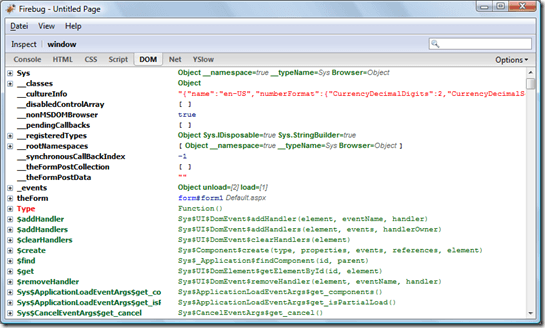 Firebug - Untitled Page
Datei View Help
Inspect window
Console HTML CSS Script DOM Net YSlow Options
Sys Object __namespace=true __typeName=Sys Browser=Object
__classes Object
__cultureInfo "{"name":"en-US","numberFormat":{"CurrencyDecimalDigits":2,"CurrencyDecimalS
__disabledControlArray [ ]
__nonMSDOMBrowser true
__pendingCallbacks [ ]
__registeredTypes Object Sys.IDisposable=true Sys.StringBuilder=true
__rootNamespaces [ Object __namespace=true __typeName=Sys Browser=Object ]
__synchronousCallBackIndex -1
__theFormPostCollection [ ]
__theFormPostData ""
_events Object unload=[2] load=[1]
theForm form#form1 Default.aspx
Type Function()
$addHandler Sys$UI$DomEvent$addHandler(element, eventName, handler)
$addHandlers Sys$UI$DomEvent$addHandlers(element, events, handlerOwner)
$clearHandlers Sys$UI$DomEvent$clearHandlers(element)
$create Sys$Component$create(type, properties, events, references, element)
$find Sys$_Application$findComponent(id, parent)
$get Sys$UI$DomElement$getElementById(id, element)
$removeHandler Sys$UI$DomEvent$removeHandler(element, eventName, handler)
Sys$ApplicationLoadEventArgs$get_co Sys$ApplicationLoadEventArgs$get_components()
Sys$ApplicationLoadEventArgs$get_isF Sys$ApplicationLoadEventArgs$get_isPartialLoad()
Sys$CancelEventArgs$get_cancel Sys$CancelEventArgs$get_cancel()